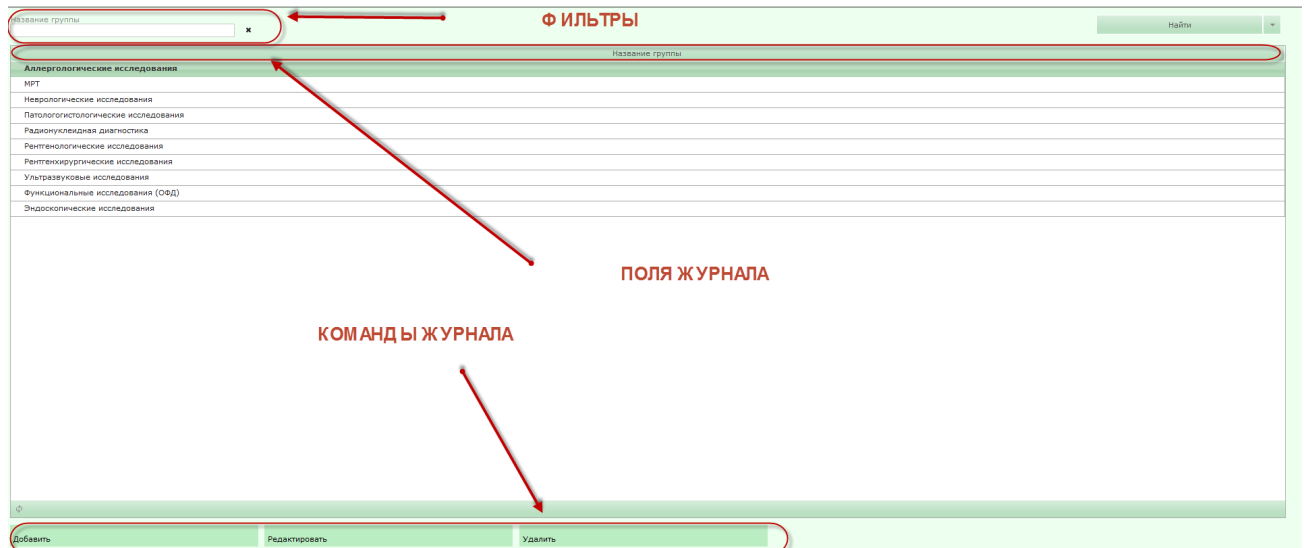 Название группы
ФИЛЬТРЫ
Найти
Название группы
Аллергологические исследования
МРТ
Неврологические исследования
Патологогистологические исследования
Радионуклеидная диагностика
Рентгенологические исследования
Рентгенхирургические исследования
Ультразвуковые исследования
Функциональные исследования (ОФД)
Эндоскопические исследования
ПОЛЯ ЖУРНАЛА
КОМАНДЫ ЖУРНАЛА
Добавить
Редактировать
Удалить